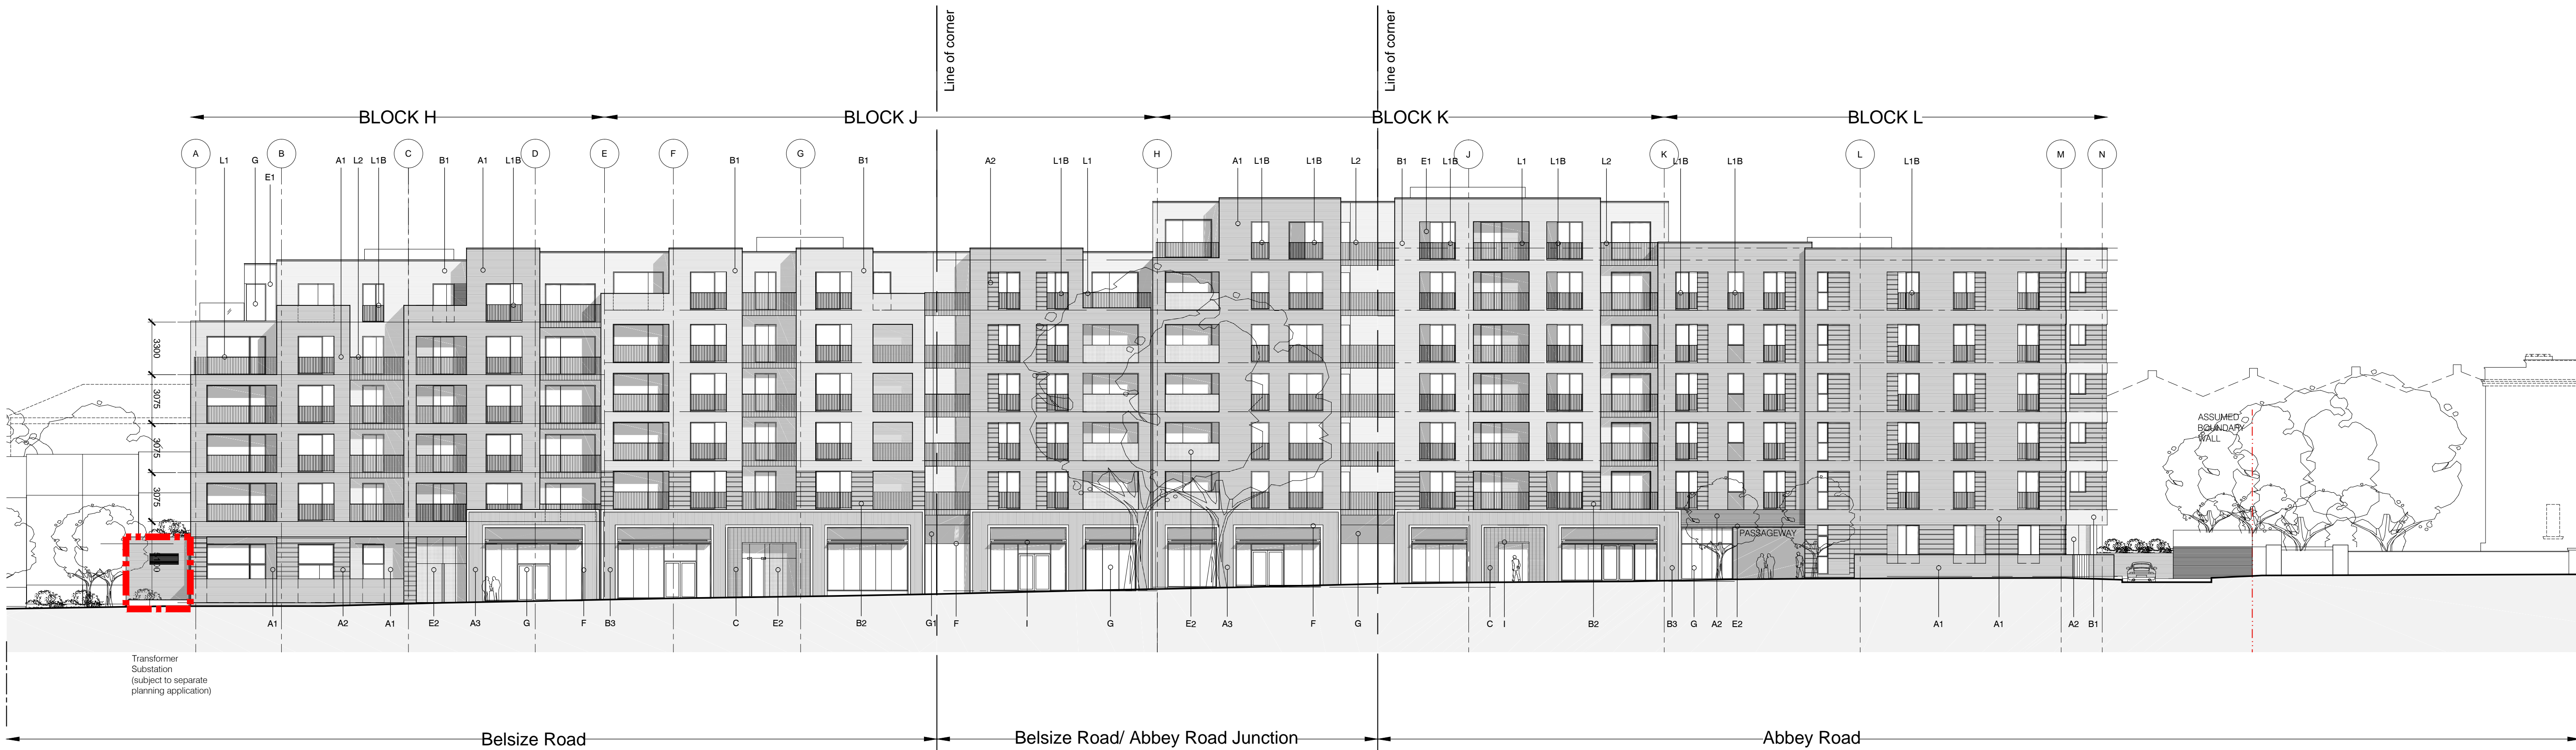 Line of corner
Line of corner
BLOCK H
BLOCK J
BLOCK K
BLOCK L
A
B
C
D
E
F
G
H
J
K
L
M
N
L1
G
E1
A1
L2
L1B
B1
A1
L1B
B1
B1
A2
L1B
L1
A1
L1B
L1B
L2
B1
E1
L1B
L1
L1B
L2
L1B
L1B
L1B
3300
3075
3075
3075
ASSUMED
BOUNDARY
WALL
PASSAGEWAY
A1
A2
A1
E2
A3
G
F
B3
C
E2
B2
G1
F
I
G
E2
A3
F
G
C
I
B2
B3
G
A2
E2
A1
A1
A2
B1
Transformer
Substation
(subject to separate
planning application)
Belsize Road
Belsize Road/ Abbey Road Junction
Abbey Road